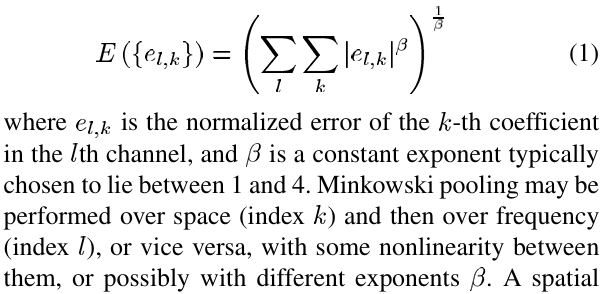 E ({e_{l,k}}) = (∑_l ∑_k |e_{l,k}|^β)^{1/β} (1)
where e_{l,k} is the normalized error of the k-th coefficient
in the lth channel, and β is a constant exponent typically
chosen to lie between 1 and 4. Minkowski pooling may be
performed over space (index k) and then over frequency
(index l), or vice versa, with some nonlinearity between
them, or possibly with different exponents β. A spatial